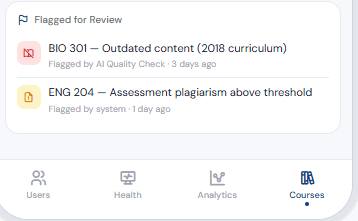 Flagged for Review
BIO 301 — Outdated content (2018 curriculum)
Flagged by AI Quality Check · 3 days ago
ENG 204 — Assessment plagiarism above threshold
Flagged by system · 1 day ago
Users Health Analytics Courses